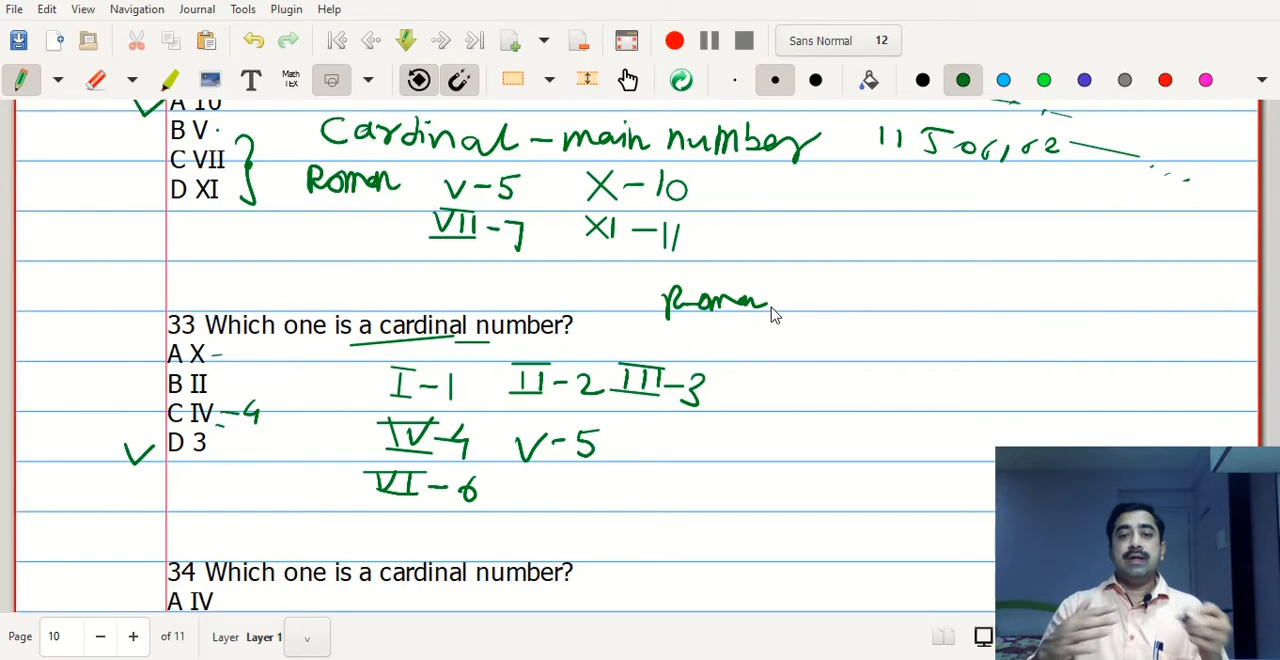 File Edit View Navigation Journal Tools Plugin Help
Sans Normal 12
T Math TEX
A 10
B V
C VII
D XI
Cardinal - main number
Roman V - 5 X - 10
VII - 7 XI - 11
Roman
33 Which one is a cardinal number?
A X
B II
C IV - 4
D 3
I - 1 II - 2 III - 3
IV - 4 V - 5
VI - 6
34 Which one is a cardinal number?
A IV
Page 10 of 11 Layer Layer 1